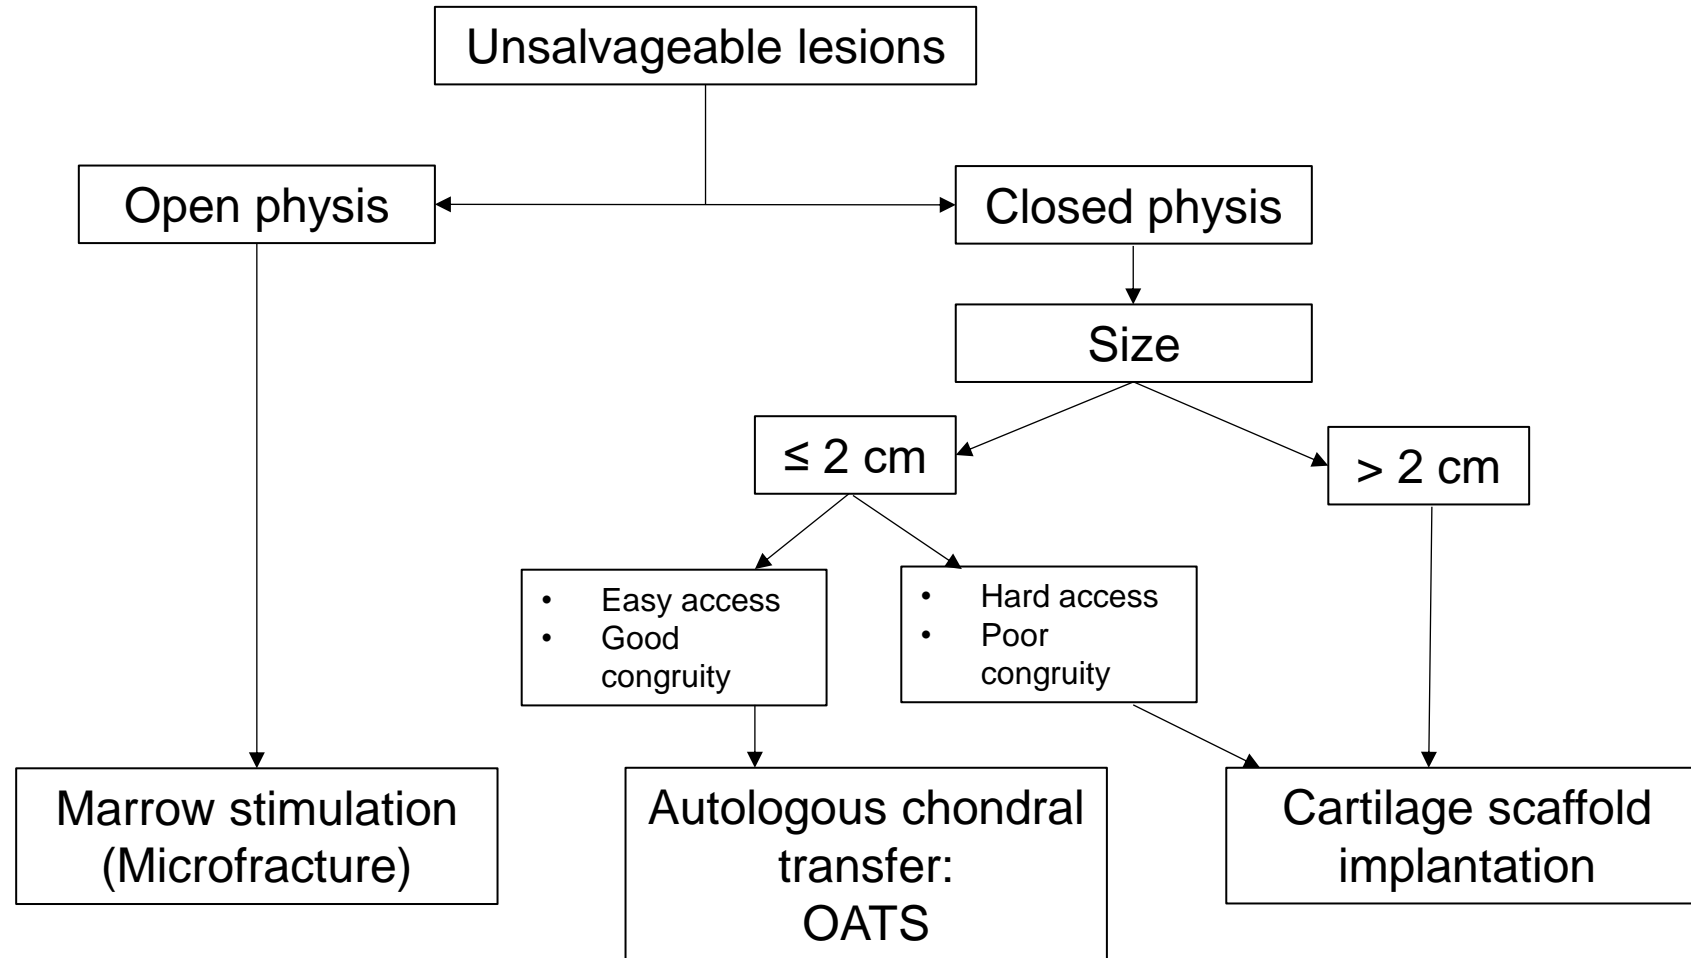 Unsalvageable lesions
Open physis
Closed physis
Size
≤ 2 cm
> 2 cm
• Easy access
• Good
congruity
• Hard access
• Poor
congruity
Marrow stimulation
(Microfracture)
Autologous chondral
transfer:
OATS
Cartilage scaffold
implantation